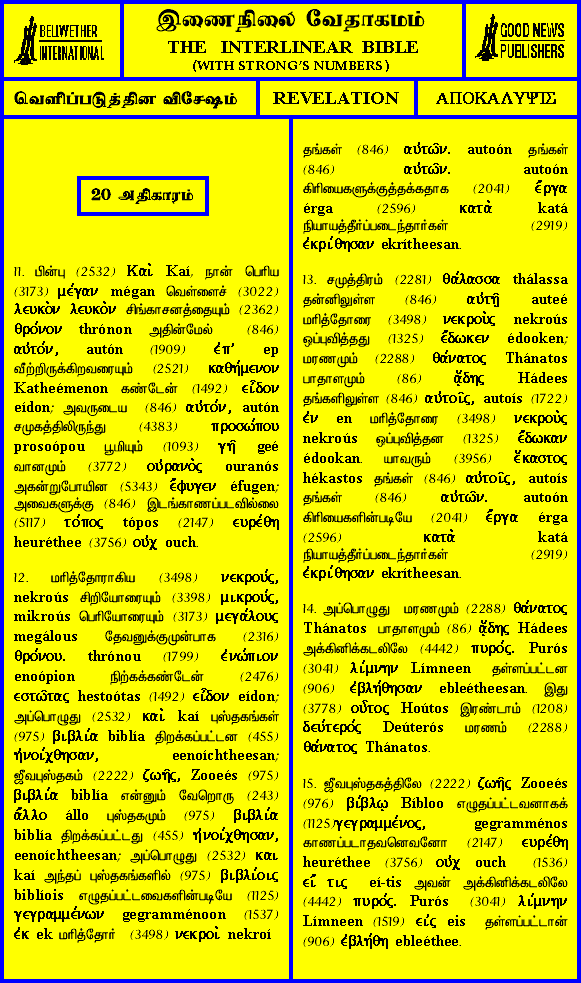 BELLWETHER
INTERNATIONAL
இணைநிலை வேதாகமம்
THE INTERLINEAR BIBLE
(WITH STRONG'S NUMBERS)
GOOD NEWS
PUBLISHERS
வெளிப்படுத்தின விசேஷம்
REVELATION
ΑΠΟΚΑΛΥΨΙΣ
20 அதிகாரம்
11. பின்பு (2532) Καὶ Kaí, நான் பெரிய
(3173) μέγαν mégan வெள்ளைச் (3022)
λευκὸν λευκὸν சிங்காசனத்தையும் (2362)
θρόνον thrónon அதின்மேல் (846)
αὐτόν, autón (1909) ἐπ' ep
வீற்றிருக்கிறவரையும் (2521) καθήμενον
Katheémenon கண்டேன் (1492) εἶδον
eídon; அவருடைய (846) αὐτόν, autón
சமுகத்திலிருந்து (4383) προσώπου
prosoópou பூமியும் (1093) γῆ geé
வானமும் (3772) οὐρανὸς ouranós
அகன்றுபோயின (5343) ἔφυγεν éfugen;
அவைகளுக்கு (846) இடங்காணப்படவில்லை
(5117) τόπος tópos (2147) ευρέθη
heuréthee (3756) οὐχ ouch.
12. மரித்தோராகிய (3498) νεκρούς,
nekroús சிறியோரையும் (3398) μικρούς,
mikroús பெரியோரையும் (3173) μεγάλους
megálous தேவனுக்குமுன்பாக (2316)
θρόνου. thrónou (1799) ἐνώπιον
enoópion நிற்கக்கண்டேன் (2476)
εστῶτας hestoótas (1492) εἶδον eídon;
அப்பொழுது (2532) καὶ kaí புஸ்தகங்கள்
(975) βιβλία biblía திறக்கப்பட்டன (455)
ἠνοίχθησαν, eenoíchtheesan;
ஜீவபுஸ்தகம் (2222) ζωῆς, Zooeés (975)
βιβλία biblía என்னும் வேறொரு (243)
ἄλλο állo புஸ்தகமும் (975) βιβλία
biblía திறக்கப்பட்டது (455) ἠνοίχθησαν,
eenoíchtheesan; அப்பொழுது (2532) και
kaí அந்தப் புஸ்தகங்களில் (975) βιβλίοις
biblíois எழுதப்பட்டவைகளின்படியே (1125)
γεγραμμένων gegramménoon (1537)
ἐκ ek மரித்தோர் (3498) νεκροὶ nekroí
தங்கள் (846) αὐτῶν. autoón தங்கள்
(846) αὐτῶν. autoón
கிரியைகளுக்குத்தக்கதாக (2041) ἔργα
érga (2596) κατὰ katá
நியாயத்தீர்ப்படைந்தார்கள் (2919)
ἐκρίθησαν ekrítheesan.
13. சமுத்திரம் (2281) θάλασσα thálassa
தன்னிலுள்ள (846) αὐτῆ auteé
மரித்தோரை (3498) νεκροὺς nekroús
ஒப்புவித்தது (1325) ἔδωκεν édooken;
மரணமும் (2288) θάνατος Thánatos
பாதாளமும் (86) ᾅδης Hádees
தங்களிலுள்ள (846) αὐτοῖς, autoís (1722)
ἐν en மரித்தோரை (3498) νεκροὺς
nekroús ஒப்புவித்தன (1325) ἔδωκαν
édookan. யாவரும் (3956) ἕκαστος
hékastos தங்கள் (846) αὐτοῖς, autoís
தங்கள் (846) αὐτῶν. autoón
கிரியைகளின்படியே (2041) ἔργα érga
(2596) κατὰ katá
நியாயத்தீர்ப்படைந்தார்கள் (2919)
ἐκρίθησαν ekrítheesan.
14. அப்பொழுது மரணமும் (2288) θάνατος
Thánatos பாதாளமும் (86) ᾅδης Hádees
அக்கினிக்கடலிலே (4442) πυρός. Purós
(3041) λίμνην Límneen தள்ளப்பட்டன
(906) ἐβλήθησαν ebleétheesan. இது
(3778) οὗτος Hoútos இரண்டாம் (1208)
δεύτερός Deúterós மரணம் (2288)
θάνατος Thánatos.
15. ஜீவபுஸ்தகத்திலே (2222) ζωῆς Zooeés
(976) βίβλῳ Bíbloo எழுதப்பட்டவனாகக்
(1125)γεγραμμένος, gegramménos
காணப்படாதவனெவனோ (2147) ευρέθη
heuréthee (3756) οὐχ ouch (1536)
εἴ τις eí-tis அவன் அக்கினிக்கடலிலே
(4442) πυρός. Purós (3041) λίμνην
Límneen (1519) εἰς eis தள்ளப்பட்டான்
(906) ἐβλήθη ebleéthee.